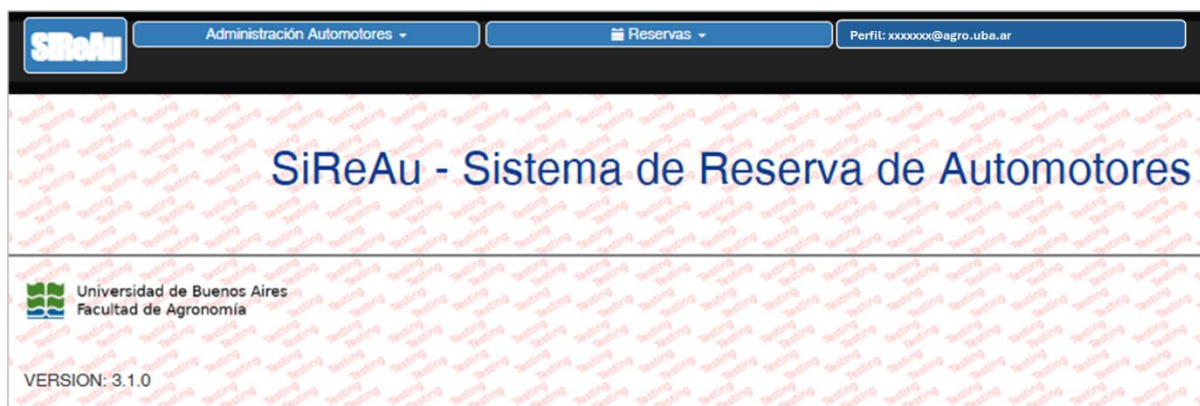 SiReAu
Administración Automotores
Reservas
Perfil: xxxxxxx@agro.uba.ar
SiReAu - Sistema de Reserva de Automotores
Universidad de Buenos Aires
Facultad de Agronomía
VERSION: 3.1.0
Testing